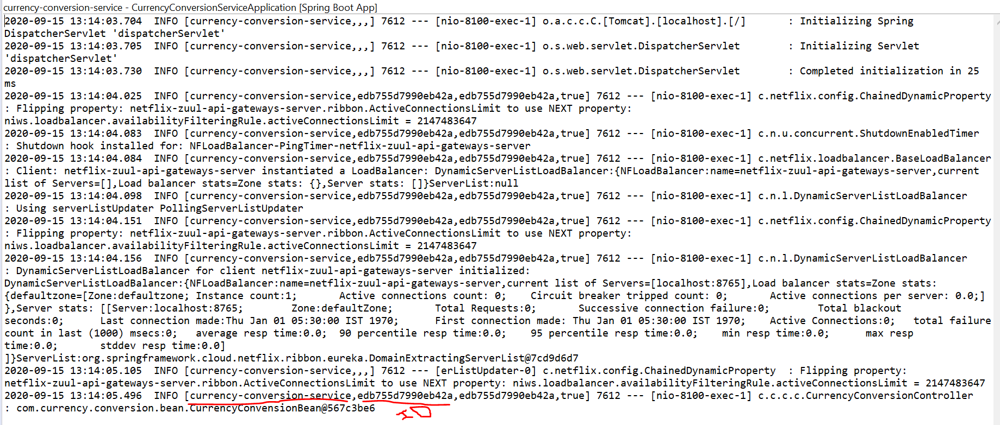 currency-conversion-service - CurrencyConversionServiceApplication [Spring Boot App]
2020-09-15 13:14:03.704  INFO [currency-conversion-service,,,] 7612 --- [nio-8100-exec-1] o.a.c.c.C.[Tomcat].[localhost].[/]       : Initializing Spring
DispatcherServlet 'dispatcherServlet'
2020-09-15 13:14:03.705  INFO [currency-conversion-service,,,] 7612 --- [nio-8100-exec-1] o.s.web.servlet.DispatcherServlet        : Initializing Servlet
'dispatcherServlet'
2020-09-15 13:14:03.730  INFO [currency-conversion-service,,,] 7612 --- [nio-8100-exec-1] o.s.web.servlet.DispatcherServlet        : Completed initialization in 25
ms
2020-09-15 13:14:04.025  INFO [currency-conversion-service,edb755d7990eb42a,edb755d7990eb42a,true] 7612 --- [nio-8100-exec-1] c.netflix.config.ChainedDynamicProperty
: Flipping property: netflix-zuul-api-gateways-server.ribbon.ActiveConnectionsLimit to use NEXT property:
niws.loadbalancer.availabilityFilteringRule.activeConnectionsLimit = 2147483647
2020-09-15 13:14:04.083  INFO [currency-conversion-service,edb755d7990eb42a,edb755d7990eb42a,true] 7612 --- [nio-8100-exec-1] c.n.u.concurrent.ShutdownEnabledTimer
: Shutdown hook installed for: NFLoadBalancer-PingTimer-netflix-zuul-api-gateways-server
2020-09-15 13:14:04.084  INFO [currency-conversion-service,edb755d7990eb42a,edb755d7990eb42a,true] 7612 --- [nio-8100-exec-1] c.netflix.loadbalancer.BaseLoadBalancer
: Client: netflix-zuul-api-gateways-server instantiated a LoadBalancer: DynamicServerListLoadBalancer:{NFLoadBalancer:name=netflix-zuul-api-gateways-server,current
list of Servers=[],Load balancer stats=Zone stats: {},Server stats: []}ServerList:null
2020-09-15 13:14:04.098  INFO [currency-conversion-service,edb755d7990eb42a,edb755d7990eb42a,true] 7612 --- [nio-8100-exec-1] c.n.l.DynamicServerListLoadBalancer
: Using serverListUpdater PollingServerListUpdater
2020-09-15 13:14:04.151  INFO [currency-conversion-service,edb755d7990eb42a,edb755d7990eb42a,true] 7612 --- [nio-8100-exec-1] c.netflix.config.ChainedDynamicProperty
: Flipping property: netflix-zuul-api-gateways-server.ribbon.ActiveConnectionsLimit to use NEXT property:
niws.loadbalancer.availabilityFilteringRule.activeConnectionsLimit = 2147483647
2020-09-15 13:14:04.156  INFO [currency-conversion-service,edb755d7990eb42a,edb755d7990eb42a,true] 7612 --- [nio-8100-exec-1] c.n.l.DynamicServerListLoadBalancer
: DynamicServerListLoadBalancer for client netflix-zuul-api-gateways-server initialized:
DynamicServerListLoadBalancer:{NFLoadBalancer:name=netflix-zuul-api-gateways-server,current list of Servers=[localhost:8765],Load balancer stats=Zone stats:
{defaultzone=[Zone:defaultzone; Instance count:1;       Active connections count: 0;    Circuit breaker tripped count: 0;       Active connections per server: 0.0;]
},Server stats: [[Server:localhost:8765;        Zone:defaultZone;       Total Requests:0;       Successive connection failure:0;        Total blackout
seconds:0;      Last connection made:Thu Jan 01 05:30:00 IST 1970;      First connection made: Thu Jan 01 05:30:00 IST 1970;    Active Connections:0;   total failure
count in last (1000) msecs:0;   average resp time:0.0;  90 percentile resp time:0.0;    95 percentile resp time:0.0;    min resp time:0.0;      max resp
time:0.0;       stddev resp time:0.0]
]}ServerList:org.springframework.cloud.netflix.ribbon.eureka.DomainExtractingServerList@7cd9d6d7
2020-09-15 13:14:05.105  INFO [currency-conversion-service,,,] 7612 --- [erListUpdater-0] c.netflix.config.ChainedDynamicProperty  : Flipping property:
netflix-zuul-api-gateways-server.ribbon.ActiveConnectionsLimit to use NEXT property: niws.loadbalancer.availabilityFilteringRule.activeConnectionsLimit = 2147483647
2020-09-15 13:14:05.496  INFO [currency-conversion-service,edb755d7990eb42a,edb755d7990eb42a,true] 7612 --- [nio-8100-exec-1] c.c.c.c.CurrencyConversionController
: com.currency.conversion.bean.CurrencyConvensionBean@567c3be6
ID